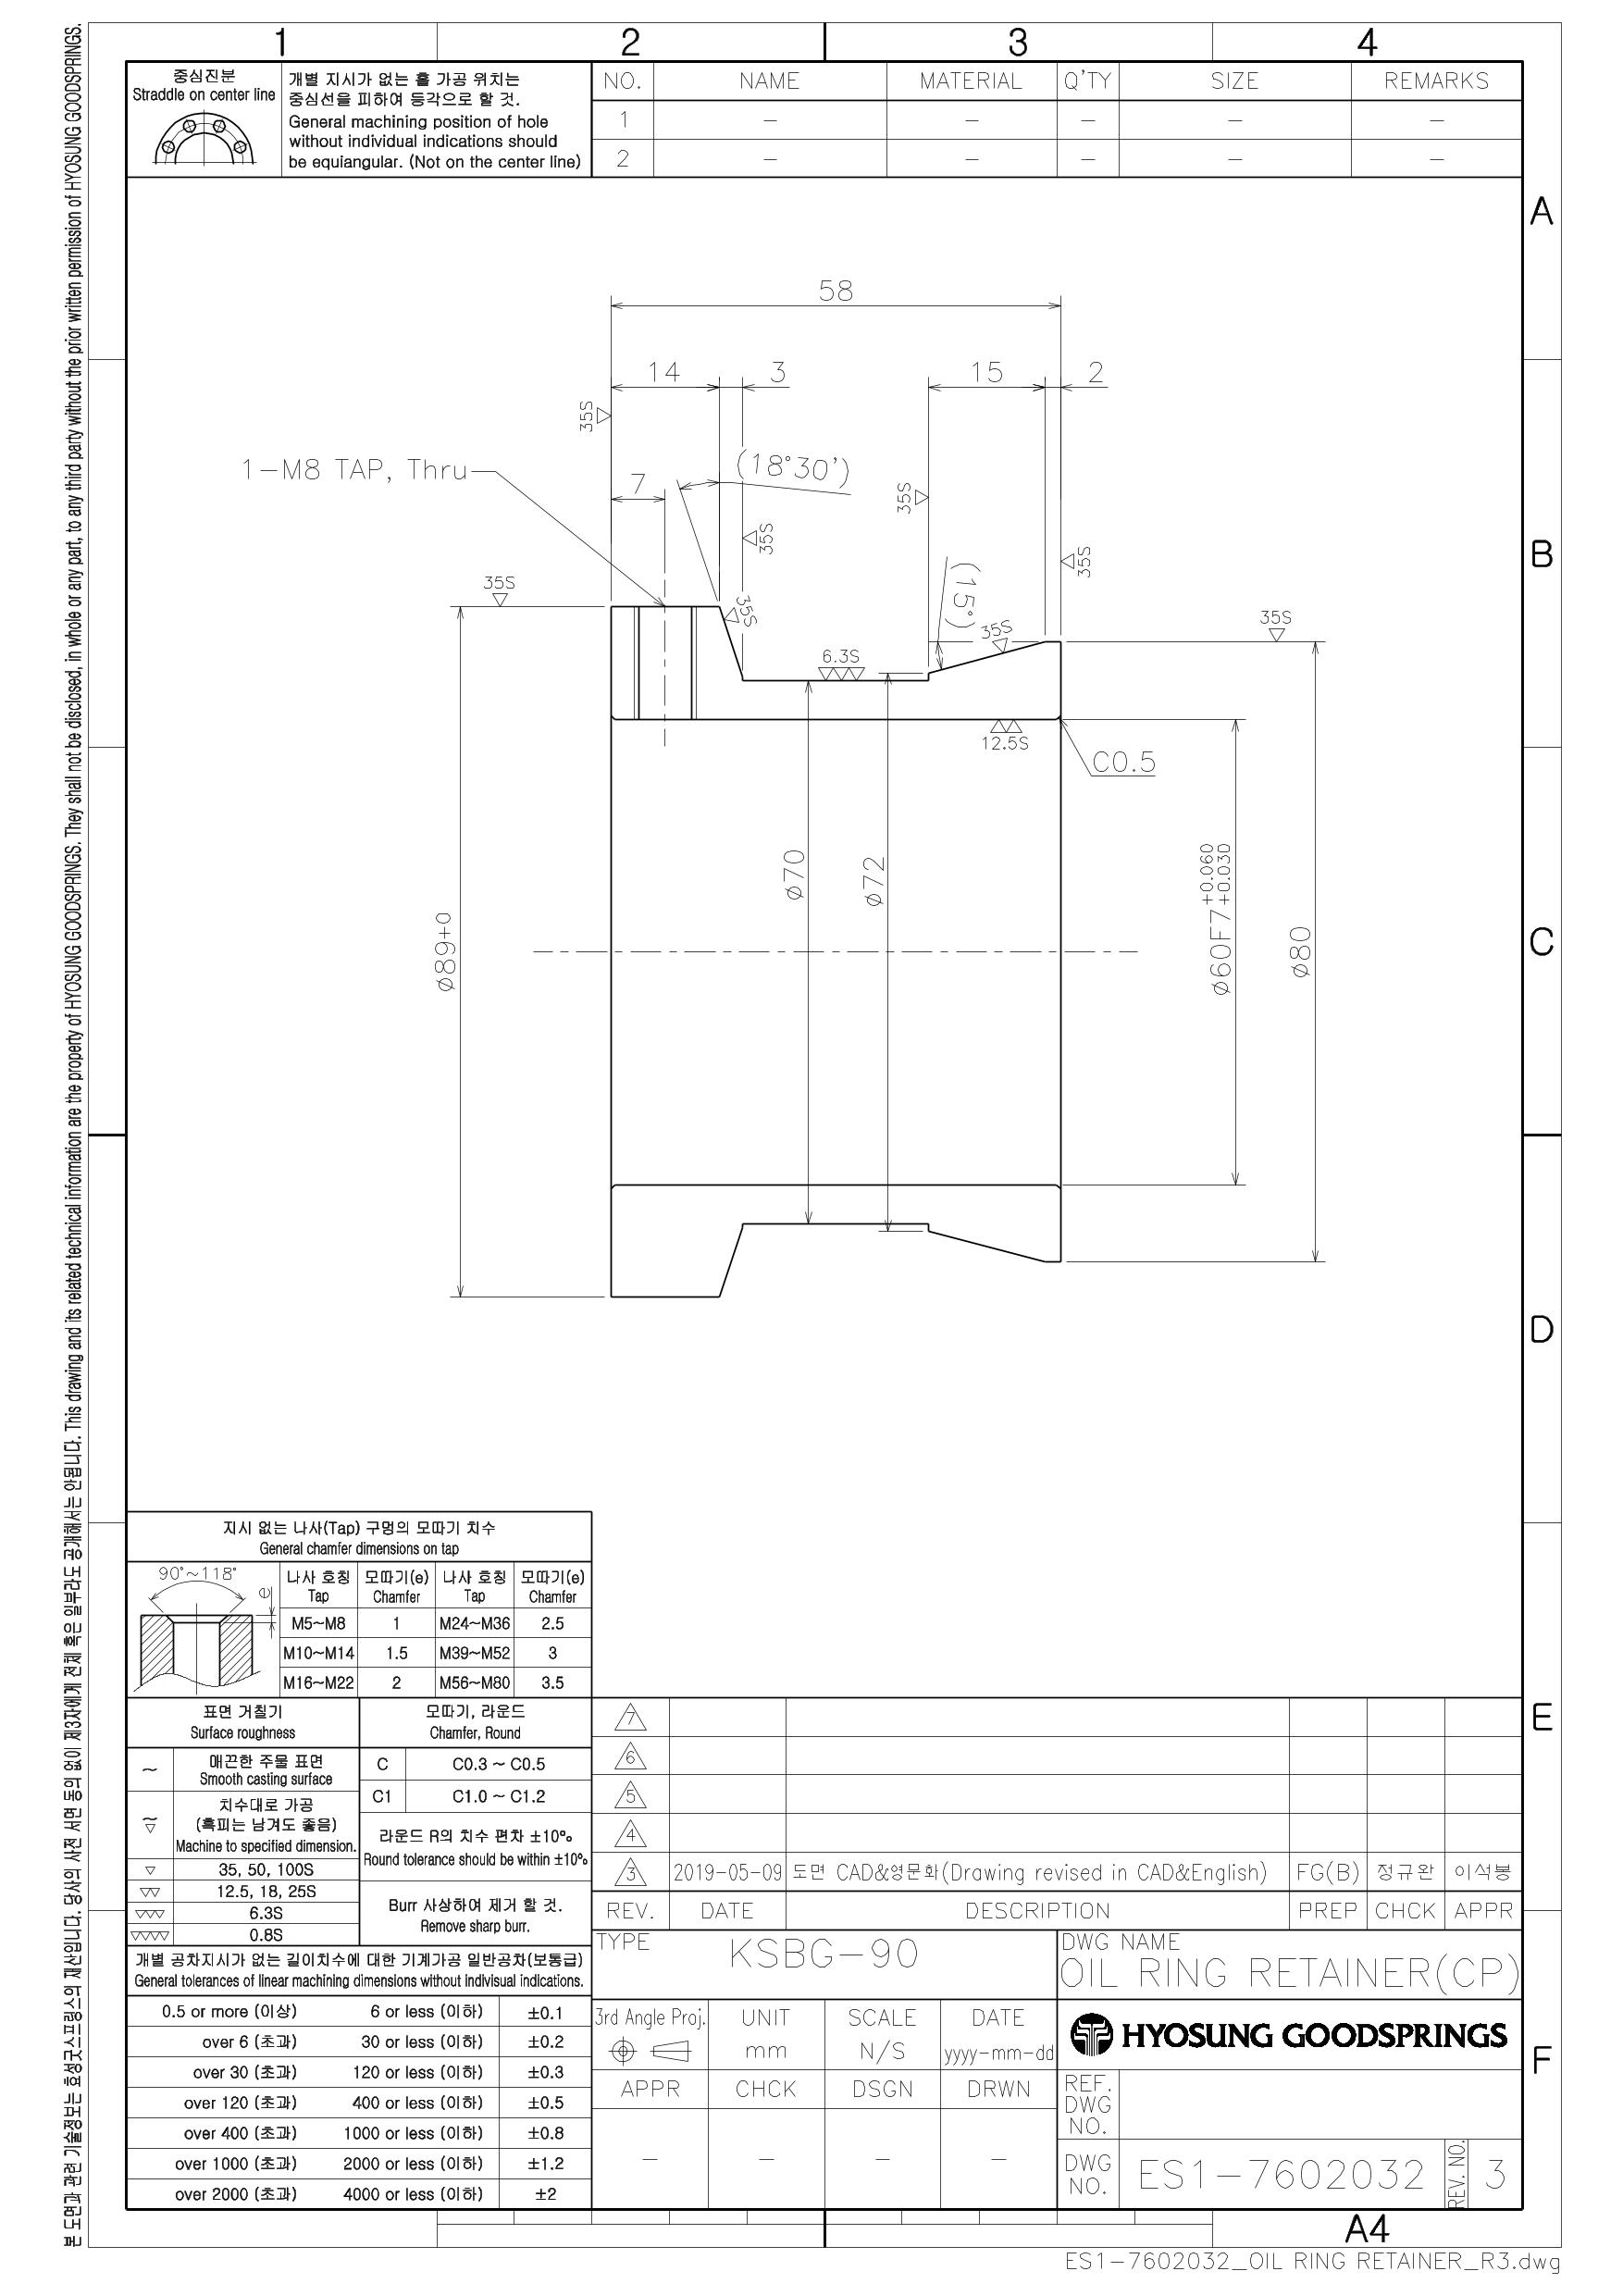 1 2 3 4
중심진분
Straddle on center line
개별 지시가 없는 홀 가공 위치는
중심선을 피하여 등각으로 할 것.
General machining position of hole
without individual indications should
be equiangular. (Not on the center line)
NO. NAME MATERIAL Q'TY SIZE REMARKS
1 – – – – –
2 – – – – –
A
B
C
D
E
F
58
14 3 15 2
35S
1-M8 TAP, Thru
7
(18°30')
35S
35S
35S
35S
35S
(15°)
35S
35S
6.3S
12.5S
C0.5
ø70
ø72
ø89+0
ø60F7 +0.060
+0.030
ø80
지시 없는 나사(Tap) 구멍의 모따기 치수
General chamfer dimensions on tap
90°~118°
e
나사 호칭 모따기(e) 나사 호칭 모따기(e)
Tap Chamfer Tap Chamfer
M5~M8 1 M24~M36 2.5
M10~M14 1.5 M39~M52 3
M16~M22 2 M56~M80 3.5
표면 거칠기
Surface roughness
~ 매끈한 주물 표면
Smooth casting surface
치수대로 가공
(흑피는 남겨도 좋음)
Machine to specified dimension.
▽ 35, 50, 100S
▽▽ 12.5, 18, 25S
▽▽▽ 6.3S
▽▽▽▽ 0.8S
모따기, 라운드
Chamfer, Round
C C0.3 ~ C0.5
C1 C1.0 ~ C1.2
라운드 R의 치수 편차 ±10%
Round tolerance should be within ±10%
Burr 사상하여 제거 할 것.
Remove sharp burr.
개별 공차지시가 없는 길이치수에 대한 기계가공 일반공차(보통급)
General tolerances of linear machining dimensions without indivisual indications.
0.5 or more (이상) 6 or less (이하) ±0.1
over 6 (초과) 30 or less (이하) ±0.2
over 30 (초과) 120 or less (이하) ±0.3
over 120 (초과) 400 or less (이하) ±0.5
over 400 (초과) 1000 or less (이하) ±0.8
over 1000 (초과) 2000 or less (이하) ±1.2
over 2000 (초과) 4000 or less (이하) ±2
7
6
5
4
3 2019-05-09 도면 CAD&영문화(Drawing revised in CAD&English) FG(B) 정규완 이석봉
REV. DATE DESCRIPTION PREP CHCK APPR
TYPE KSBG-90
DWG NAME
OIL RING RETAINER(CP)
3rd Angle Proj. UNIT SCALE DATE
mm N/S yyyy-mm-dd
HYOSUNG GOODSPRINGS
APPR CHCK DSGN DRWN
– – – –
REF.
DWG
NO.
DWG
NO.
ES1-7602032
REV. NO. 3
A4
ES1-7602032_OIL RING RETAINER_R3.dwg
본 도면과 관련 기술정보는 효성굿스프링스의 재산입니다. 당사의 사전 서면 동의 없이 제3자에게 전체 혹은 일부라도 공개해서는 안됩니다. This drawing and its related technical information are the property of HYOSUNG GOODSPRINGS. They shall not be disclosed, in whole or any part, to any third party without the prior written permission of HYOSUNG GOODSPRINGS.